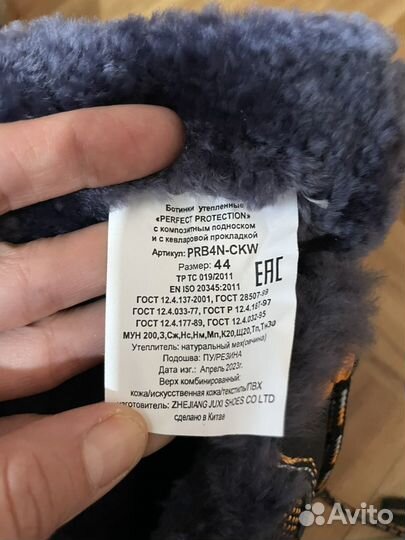 Ботинки утепленные
«PERFECT PROTECTION»
с композитным подноском
и с кевларовой прокладкой
Артикул: PRB4N-CKW
Размер: 44
ТР ТС 019/2011
EN ISO 20345:2011
EAC
ГОСТ 12.4.137-2001, ГОСТ 28507-99
ГОСТ 12.4.033-77, ГОСТ Р 12.4.187-97
ГОСТ 12.4.177-89, ГОСТ 12.4.032-95
МУН 200, З, Сж, Нс, Нм, Мп, К20, Щ20, Тп, Тн30
Утеплитель: натуральный мех(овчина)
Подошва: ПУ/РЕЗИНА
Дата изг.: Апрель 2023г.
Верх комбинированный:
кожа/искусственная кожа/текстиль/ПВХ
изготовитель: ZHEJIANG JUXI SHOES CO LTD
сделано в Китае
Avito